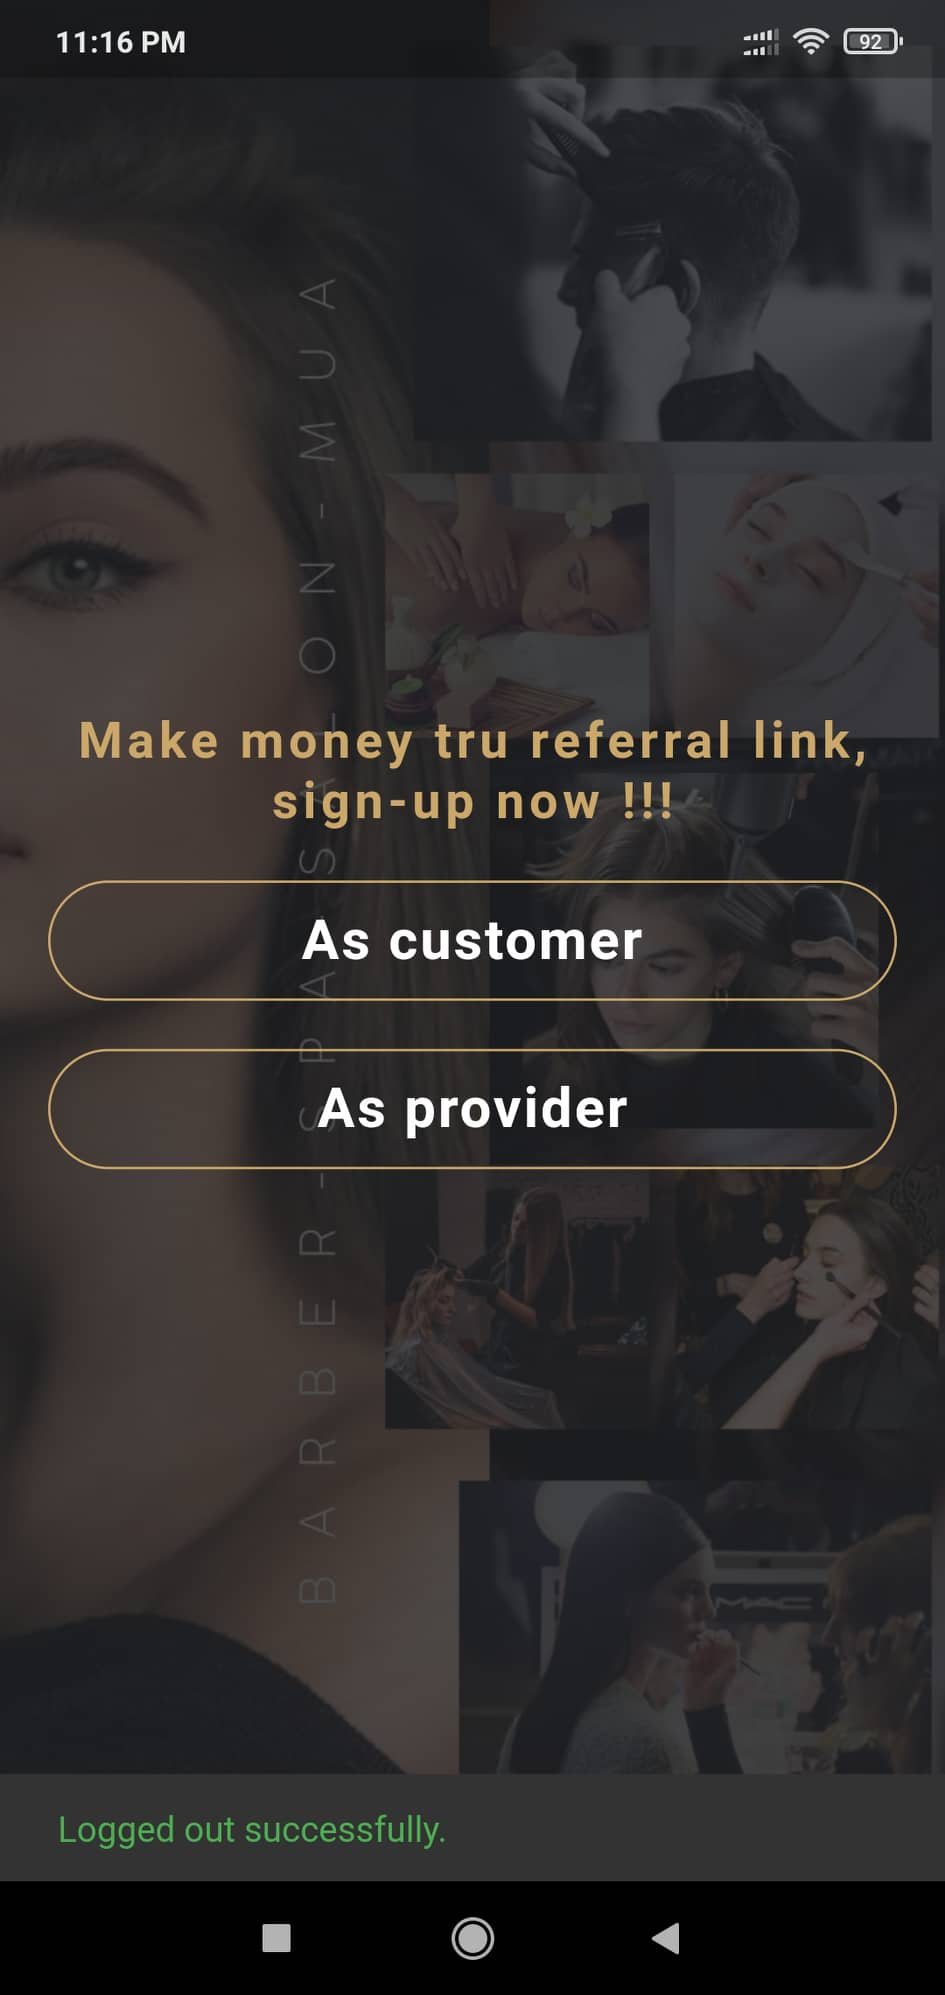 11:16 PM
92
BARBER-SPA-SALON-MUA
Make money tru referral link,
sign-up now !!!
As customer
As provider
MAC
Logged out successfully.